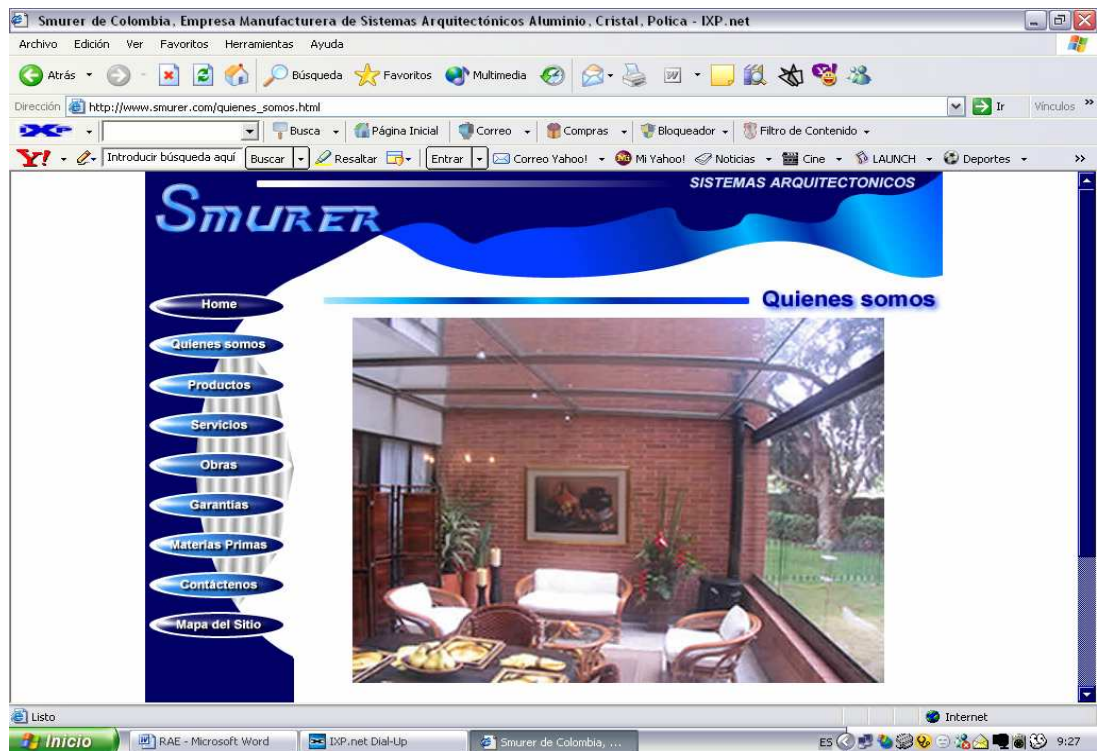 Smurer de Colombia, Empresa Manufacturera de Sistemas Arquitectónicos Aluminio, Cristal, Polica - IXP.net
Archivo Edición Ver Favoritos Herramientas Ayuda
Atrás Búsqueda Favoritos Multimedia
Dirección http://www.smurer.com/quienes_somos.html Ir Vínculos »
Busca Página Inicial Correo Compras Bloqueador Filtro de Contenido
Y! Introducir búsqueda aquí Buscar Resaltar Entrar Correo Yahoo! Mi Yahoo! Noticias Cine LAUNCH Deportes »
SISTEMAS ARQUITECTONICOS
SMURER
Quienes somos
Home
Quienes somos
Productos
Servicios
Obras
Garantías
Materias Primas
Contáctenos
Mapa del Sitio
Listo Internet
Inicio RAE - Microsoft Word IXP.net Dial-Up Smurer de Colombia, ... ES 9:27